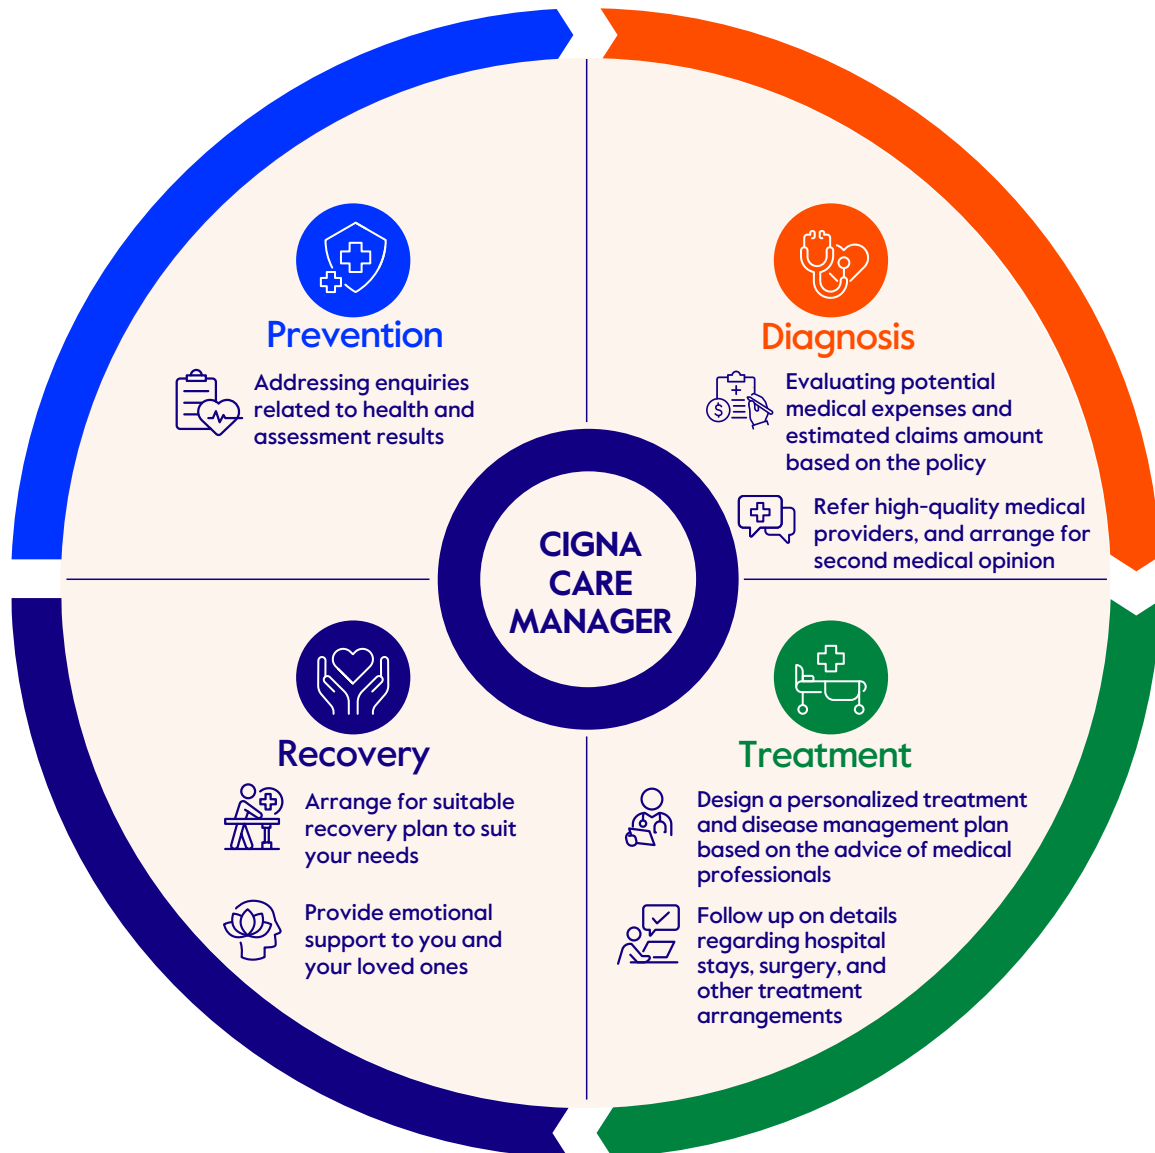 Prevention
Addressing enquiries
related to health and
assessment results
Diagnosis
Evaluating potential
medical expenses and
estimated claims amount
based on the policy
Refer high-quality medical
providers, and arrange for
second medical opinion
CIGNA
CARE
MANAGER
Recovery
Arrange for suitable
recovery plan to suit
your needs
Provide emotional
support to you and
your loved ones
Treatment
Design a personalized treatment
and disease management plan
based on the advice of medical
professionals
Follow up on details
regarding hospital
stays, surgery, and
other treatment
arrangements